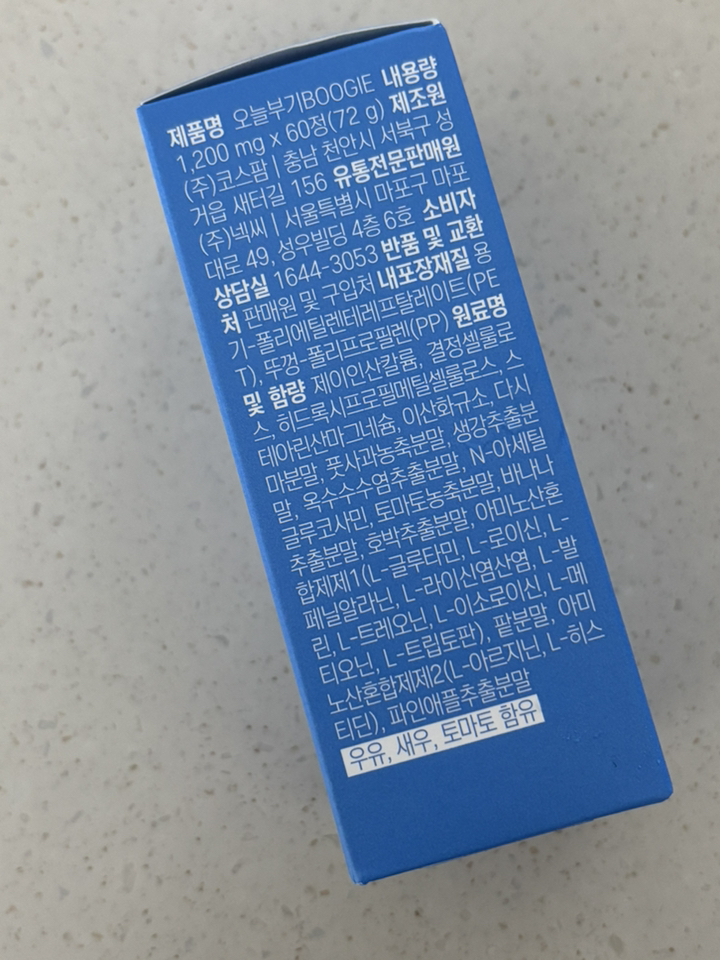 제품명 오늘부기BOOGIE 내용량
1,200 mg x 60정(72 g) 제조원
(주)코스팜 | 충남 천안시 서북구 성
거읍 새터길 156 유통전문판매원
(주)넥씨 | 서울특별시 마포구 마포
대로 49, 성우빌딩 4층 6호 소비자
상담실 1644-3053 반품 및 교환
처 판매원 및 구입처 내포장재질 용
기-폴리에틸렌테레프탈레이트(PE
T), 뚜껑-폴리프로필렌(PP) 원료명
및 함량 제이인산칼륨, 결정셀룰로
스, 히드록시프로필메틸셀룰로스, 스
테아린산마그네슘, 이산화규소, 다시
마분말, 풋사과농축분말, 생강추출분
말, 옥수수수염추출분말, N-아세틸
글루코사민, 토마토농축분말, 바나나
추출분말, 호박추출분말, 아미노산혼
합제제1(L-글루타민, L-로이신, L-
페닐알라닌, L-라이신염산염, L-발
린, L-트레오닌, L-이소로이신, L-메
티오닌, L-트립토판), 팥분말, 아미
노산혼합제제2(L-아르지닌, L-히스
티딘), 파인애플추출분말
우유, 새우, 토마토 함유